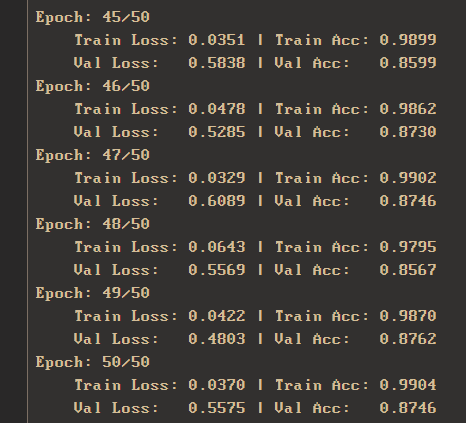 Epoch: 45/50
Train Loss: 0.0351 | Train Acc: 0.9899
Val Loss: 0.5838 | Val Acc: 0.8599
Epoch: 46/50
Train Loss: 0.0478 | Train Acc: 0.9862
Val Loss: 0.5285 | Val Acc: 0.8730
Epoch: 47/50
Train Loss: 0.0329 | Train Acc: 0.9902
Val Loss: 0.6089 | Val Acc: 0.8746
Epoch: 48/50
Train Loss: 0.0643 | Train Acc: 0.9795
Val Loss: 0.5569 | Val Acc: 0.8567
Epoch: 49/50
Train Loss: 0.0422 | Train Acc: 0.9870
Val Loss: 0.4803 | Val Acc: 0.8762
Epoch: 50/50
Train Loss: 0.0370 | Train Acc: 0.9904
Val Loss: 0.5575 | Val Acc: 0.8746